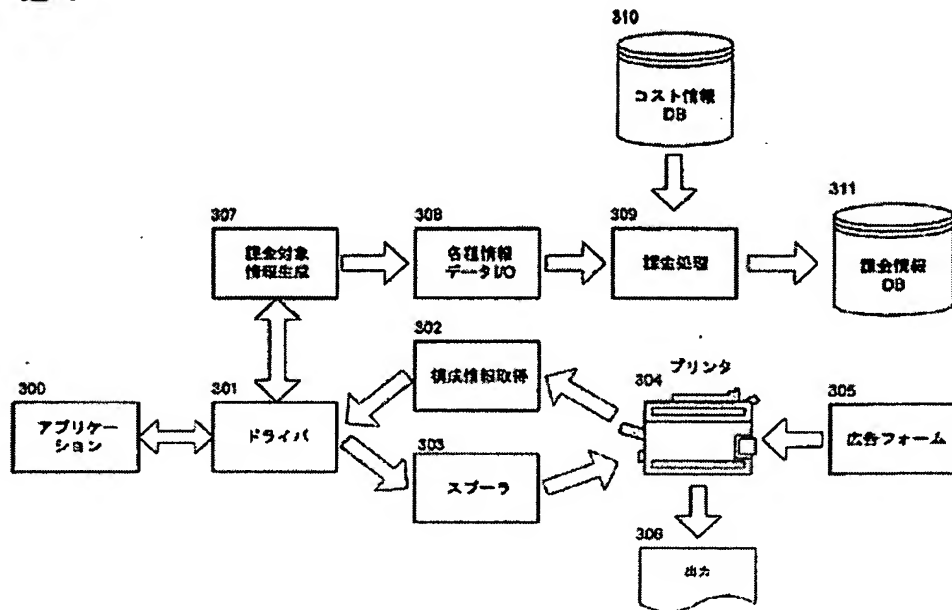 310
コスト情報
DB
311
307
308
309
課金対象
情報生成
各種情報
データI/O
課金処理
課金情報
DB
302
構成情報取得
プリンタ
304
300
301
305
アプリケー
ション
ドライバ
303
広告フォーム
スプーラ
306
出力